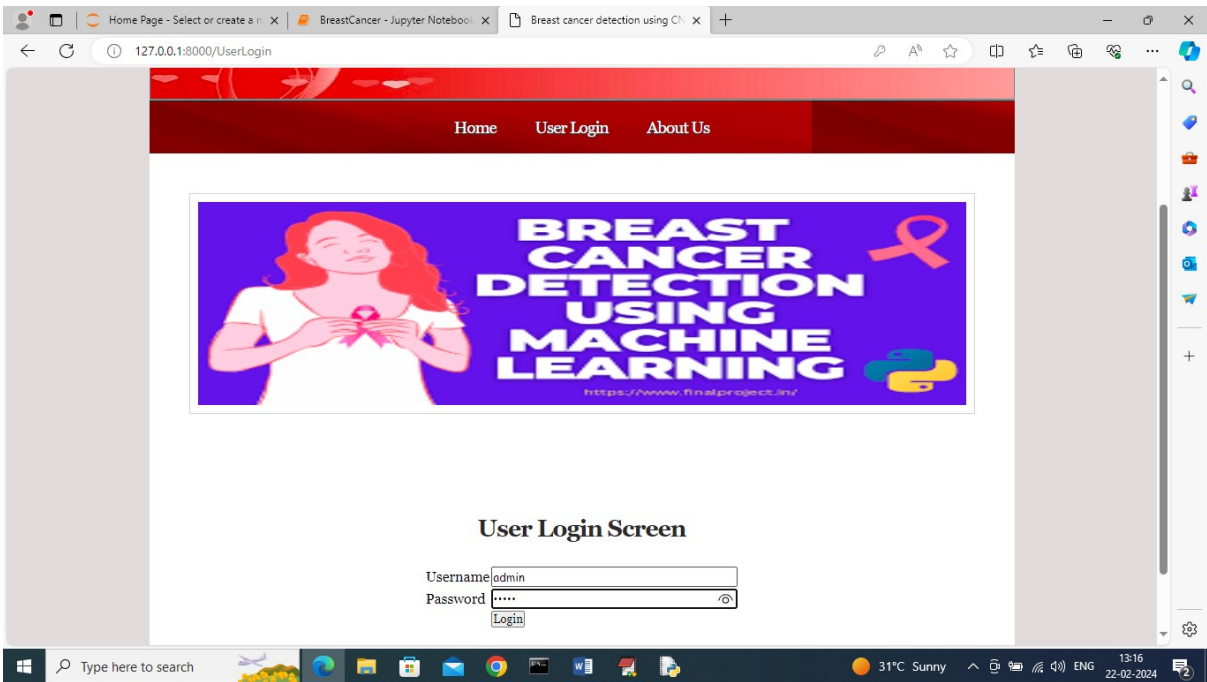 Home Page - Select or create a n
BreastCancer - Jupyter Notebook
Breast cancer detection using CN
127.0.0.1:8000/UserLogin
Home
User Login
About Us
BREAST
CANCER
DETECTION
USING
MACHINE
LEARNING
https://www.finalproject.in/
User Login Screen
Username admin
Password •••••
Login
Type here to search
31°C Sunny
ENG
13:16
22-02-2024